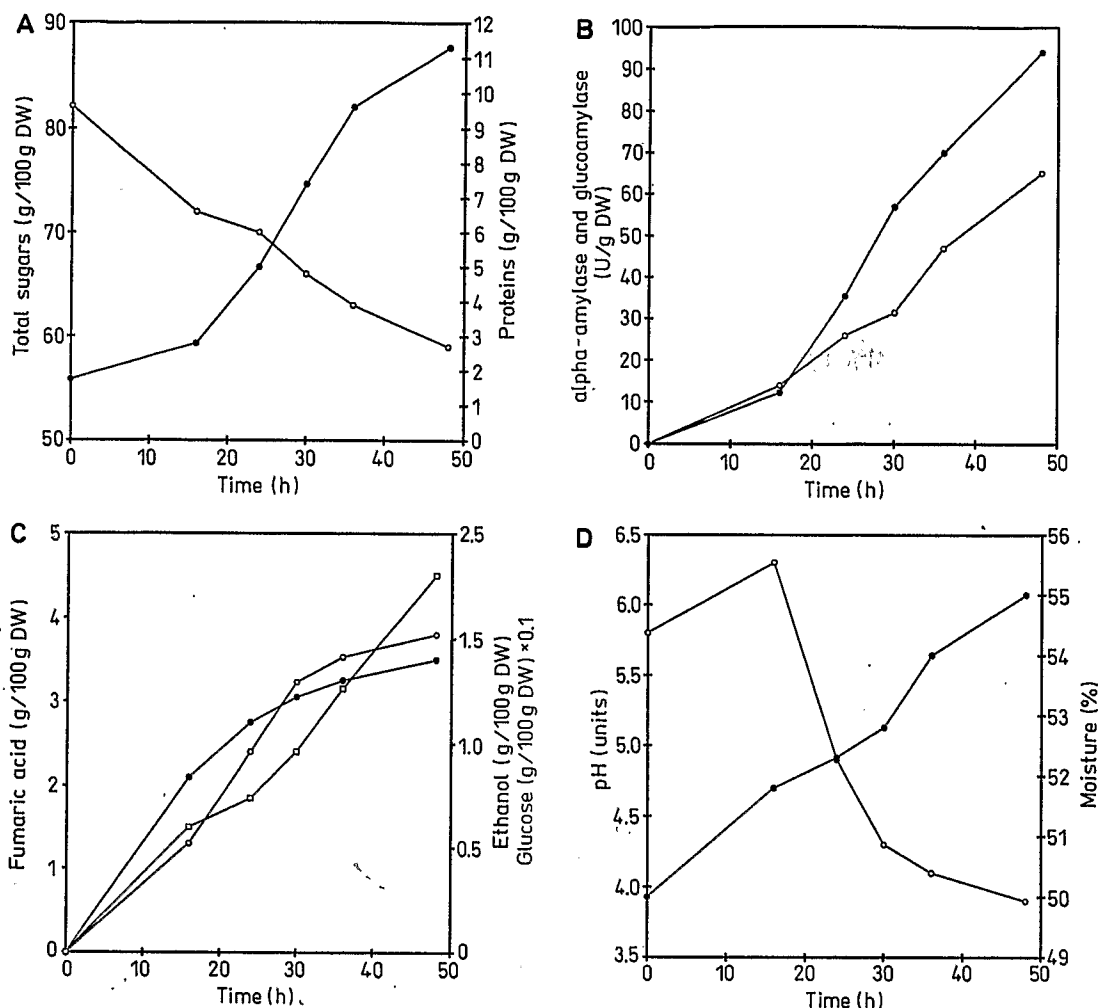 A
90
80
70
60
50
Total sugars (g/100g DW)
12
11
10
9
8
7
6
5
4
3
2
1
0
Proteins (g/100g DW)
0 10 20 30 40 50
Time (h)
B
100
90
80
70
60
50
40
30
20
10
0
alpha-amylase and glucoamylase
(U/g DW)
0 10 20 30 40 50
Time (h)
C
5
4
3
2
1
0
Fumaric acid (g/100g DW)
2.5
1.5
1.0
0.5
0
Ethanol (g/100g DW)
Glucose (g/100g DW) ×0.1
0 10 20 30 40 50
Time (h)
D
6.5
6.0
5.5
5.0
4.5
4.0
3.5
pH (units)
56
55
54
53
52
51
50
49
Moisture (%)
0 10 20 30 40 50
Time (h)